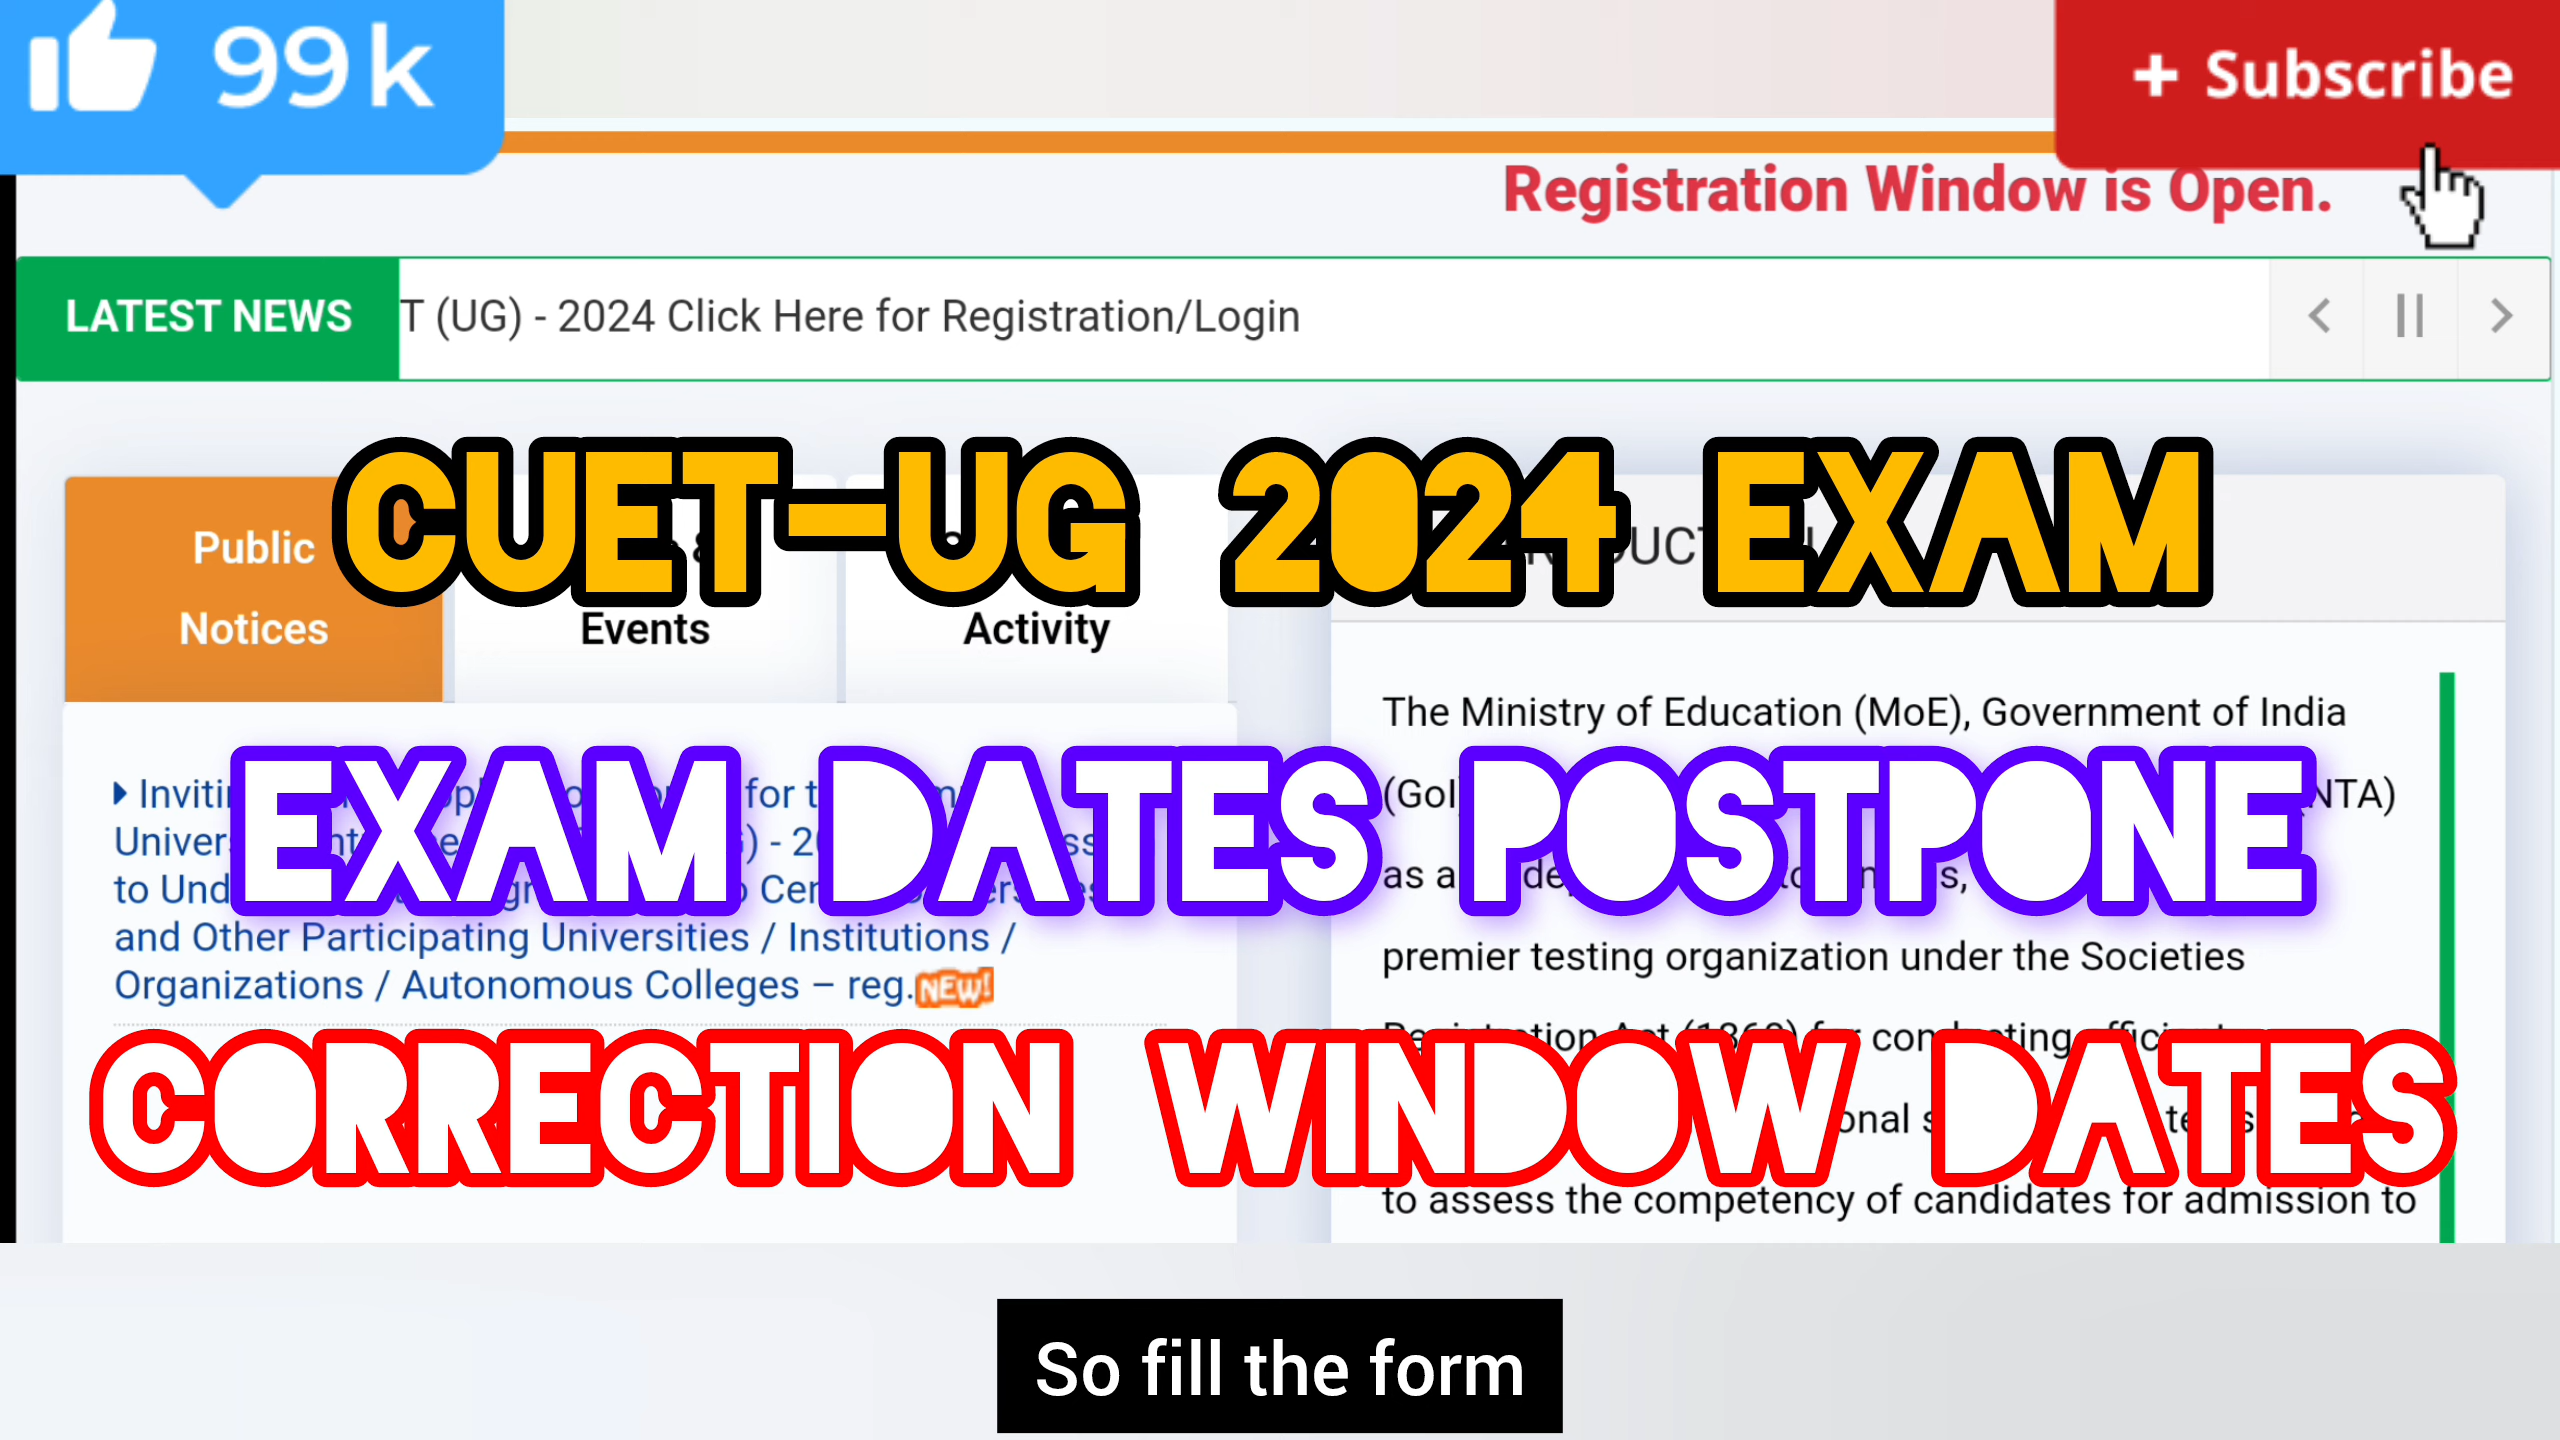 99k
+ Subscribe
Registration Window is Open.
LATEST NEWS
T (UG) - 2024 Click Here for Registration/Login
CUET-UG 2024 EXAM
Public
Notices
Events
Activity
The Ministry of Education (MoE), Government of India
EXAM DATES POSTPONE
(GoI)
NTA)
as a
and Other Participating Universities / Institutions /
Organizations / Autonomous Colleges – reg. NEW!
premier testing organization under the Societies
CORRECTION WINDOW DATES
to assess the competency of candidates for admission to
So fill the form